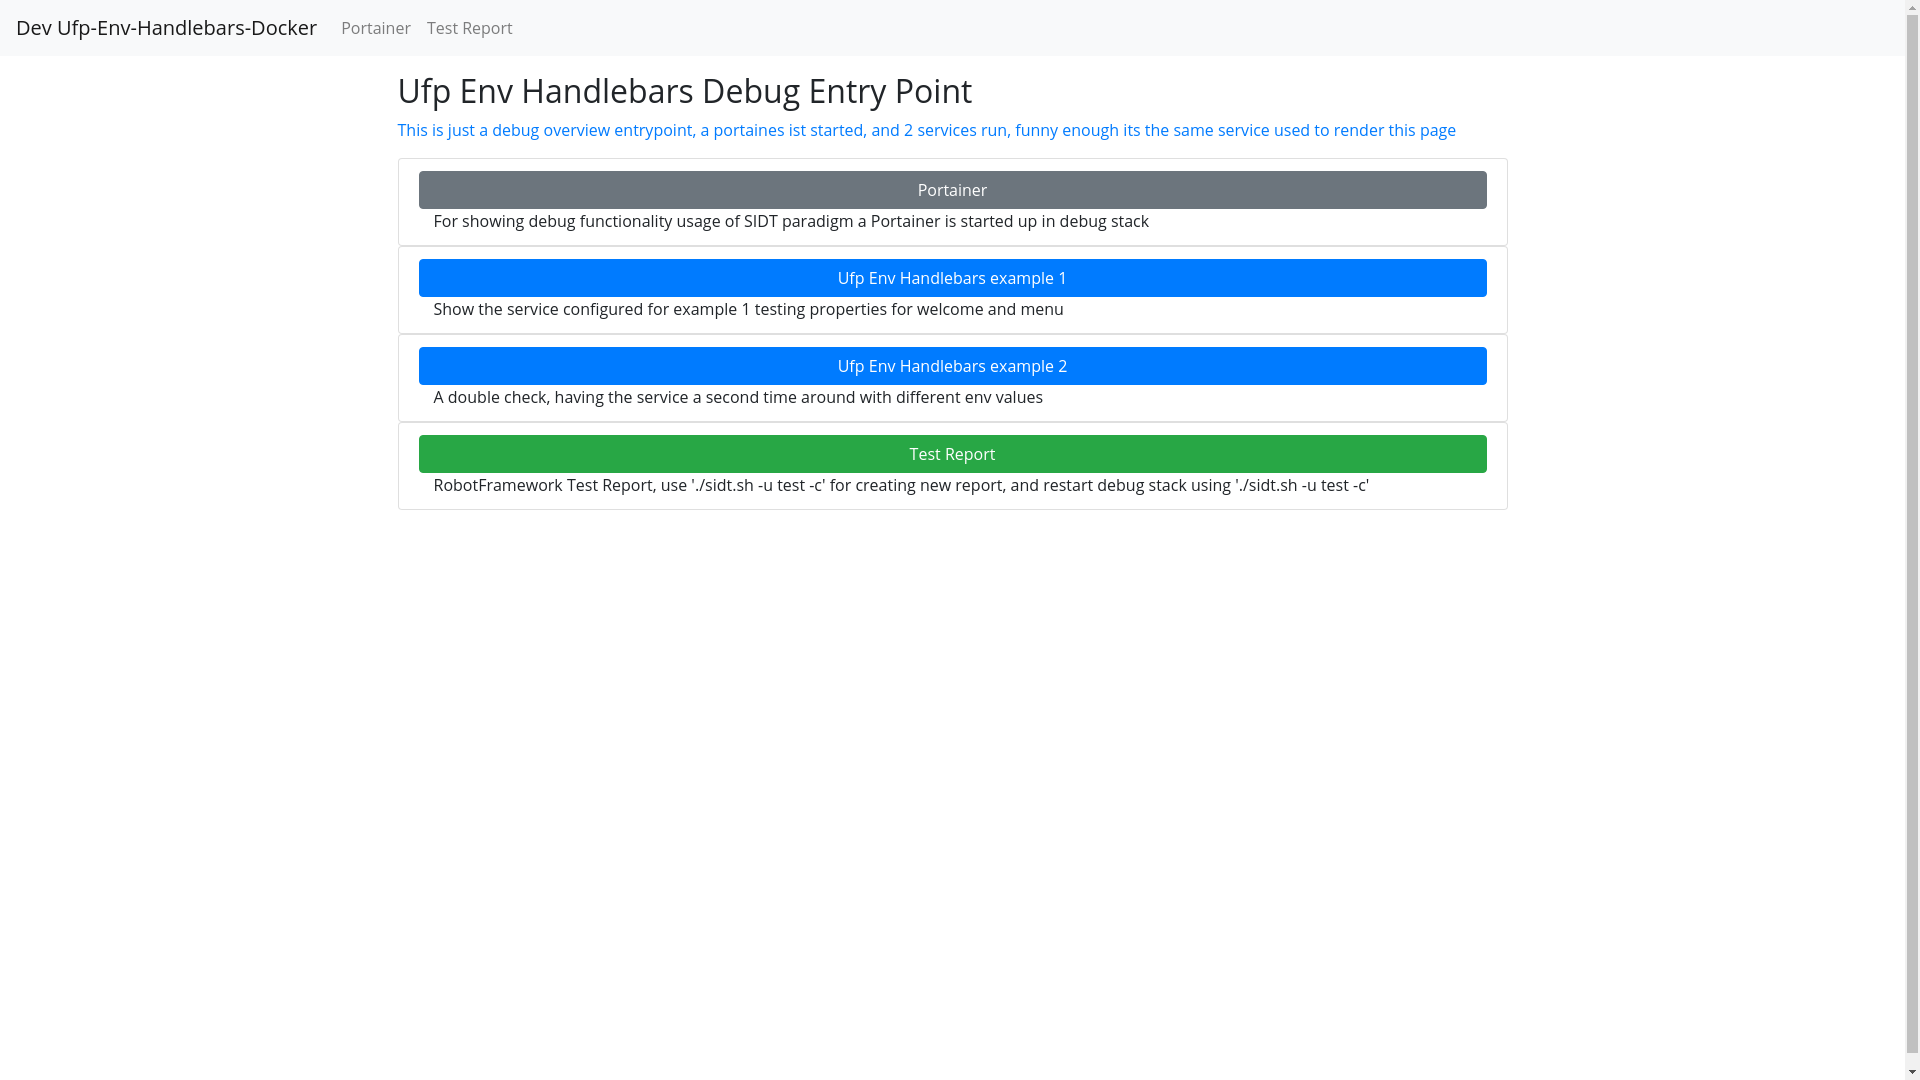 Dev Ufp-Env-Handlebars-Docker Portainer Test Report
Ufp Env Handlebars Debug Entry Point
This is just a debug overview entrypoint, a portaines ist started, and 2 services run, funny enough its the same service used to render this page
Portainer
For showing debug functionality usage of SIDT paradigm a Portainer is started up in debug stack
Ufp Env Handlebars example 1
Show the service configured for example 1 testing properties for welcome and menu
Ufp Env Handlebars example 2
A double check, having the service a second time around with different env values
Test Report
RobotFramework Test Report, use './sidt.sh -u test -c' for creating new report, and restart debug stack using './sidt.sh -u test -c'